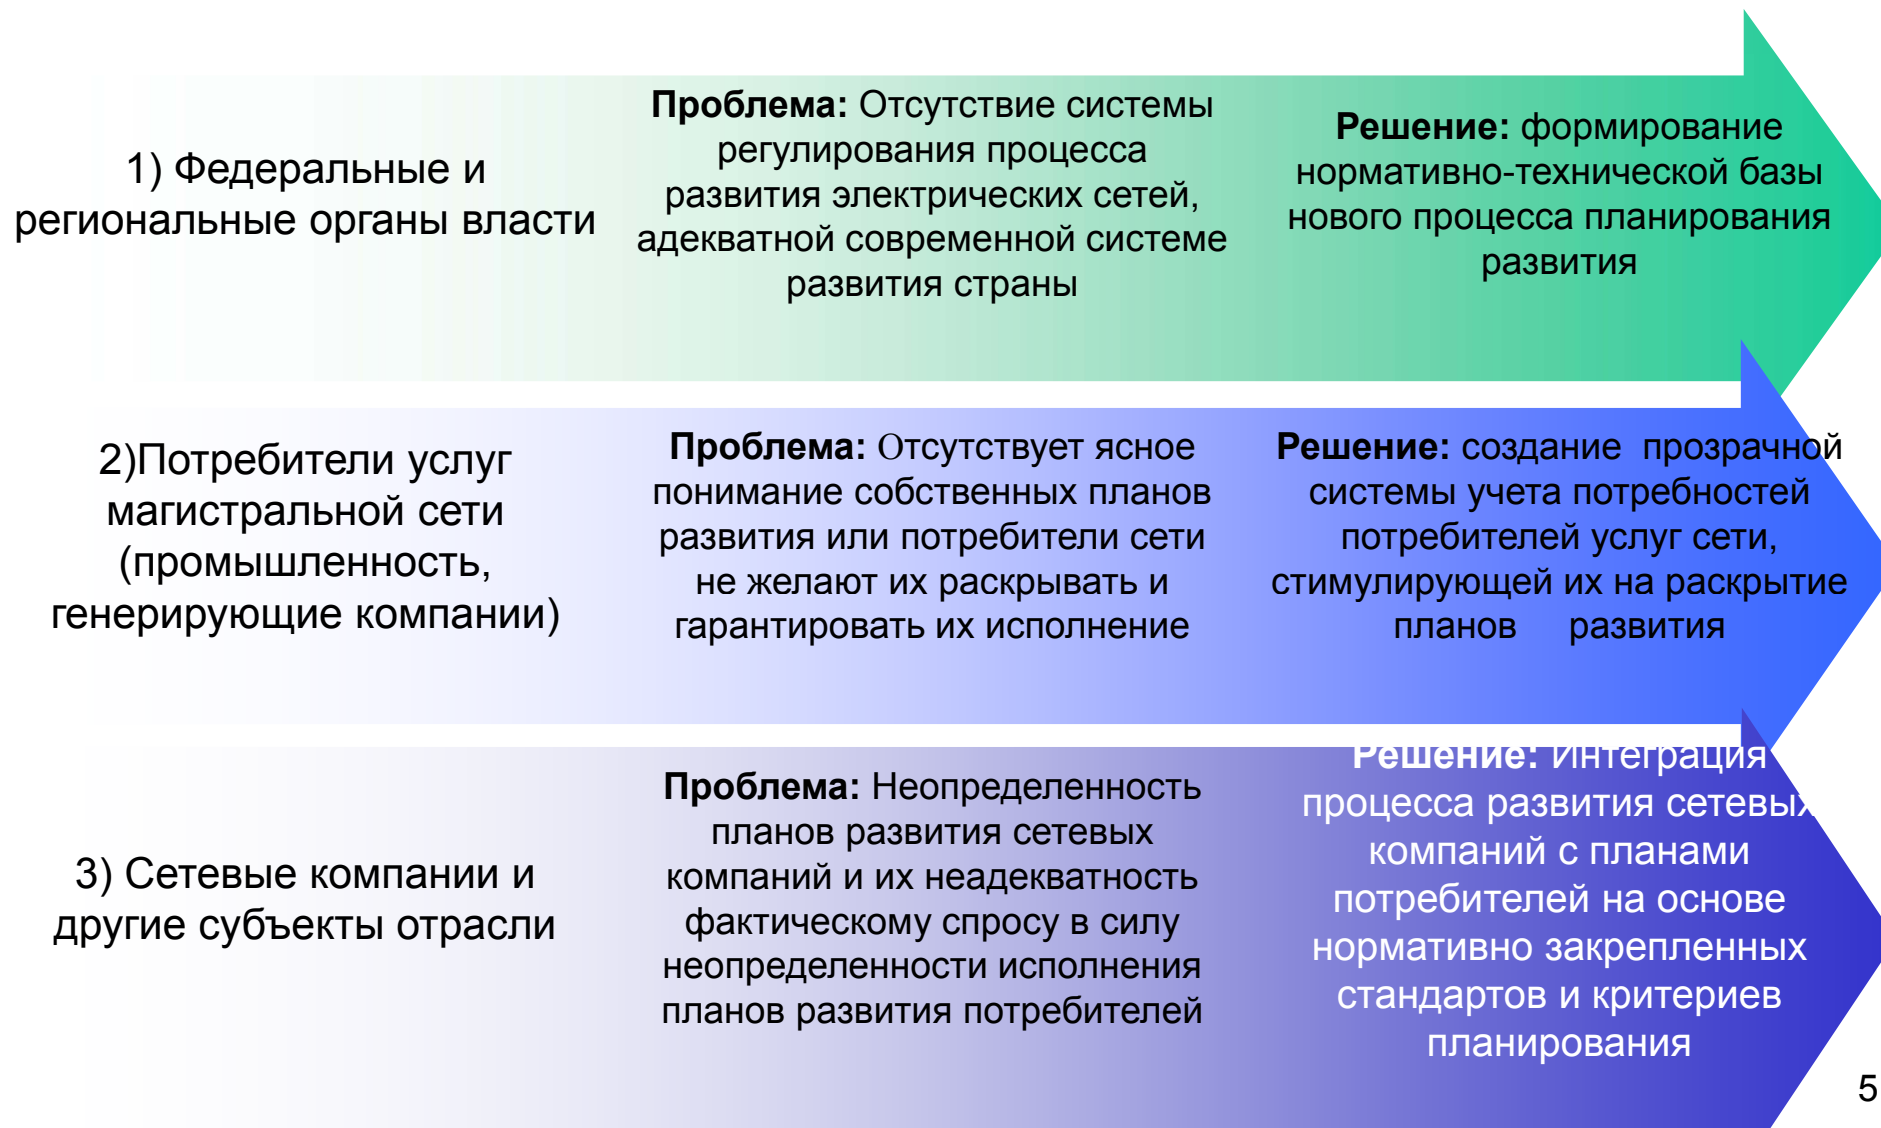 1) Федеральные и
региональные органы власти
Проблема: Отсутствие системы
регулирования процесса
развития электрических сетей,
адекватной современной системе
развития страны
Решение: формирование
нормативно-технической базы
нового процесса планирования
развития
2)Потребители услуг
магистральной сети
(промышленность,
генерирующие компании)
Проблема: Отсутствует ясное
понимание собственных планов
развития или потребители сети
не желают их раскрывать и
гарантировать их исполнение
Решение: создание  прозрачной
системы учета потребностей
потребителей услуг сети,
стимулирующей их на раскрытие
планов     развития
3) Сетевые компании и
другие субъекты отрасли
Проблема: Неопределенность
планов развития сетевых
компаний и их неадекватность
фактическому спросу в силу
неопределенности исполнения
планов развития потребителей
Решение: Интеграция
процесса развития сетевых
компаний с планами
потребителей на основе
нормативно закрепленных
стандартов и критериев
планирования
5